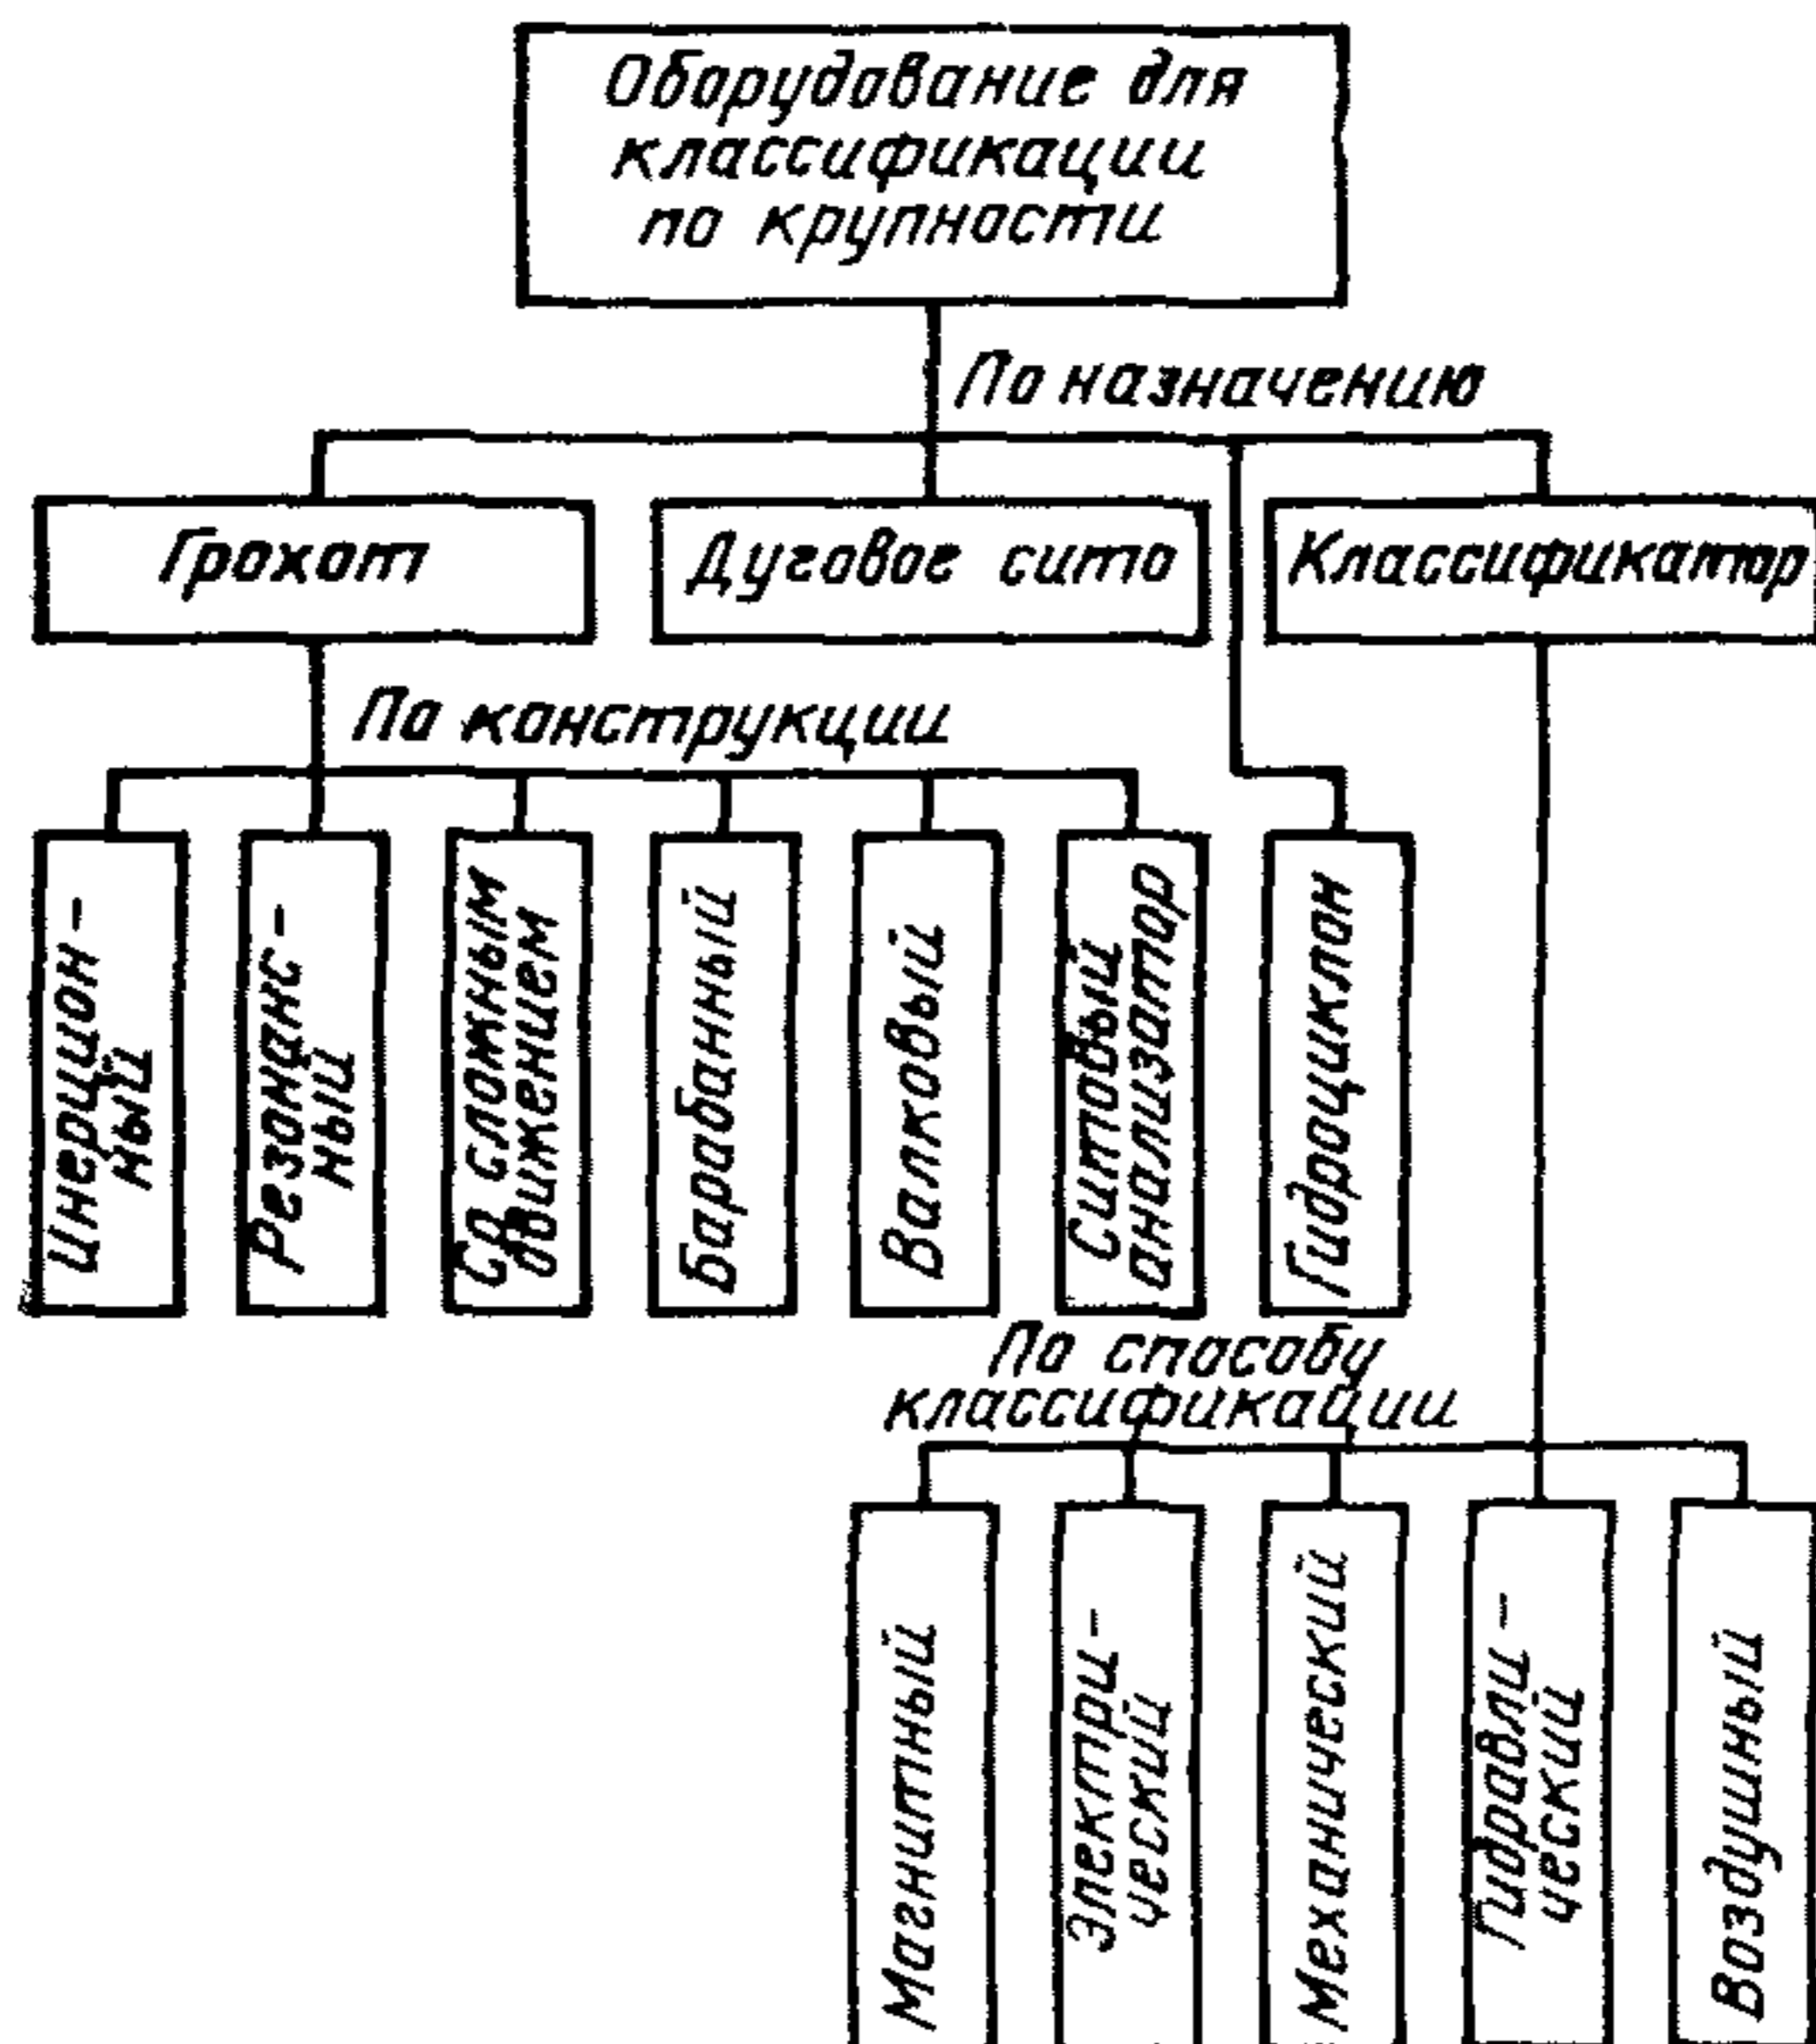 Оборудование для
классификации
по крупности
По назначению
Грохот
Дуговое сито
Классификатор
По конструкции
Инерцион-
ный
Резонанс-
ный
Со сложным
движением
Барабанный
Валковый
Ситовый
анализатор
Гидроциклон
По способу
классификации
Магнитный
Электри-
ческий
Механический
Гидравли-
ческий
Воздушный